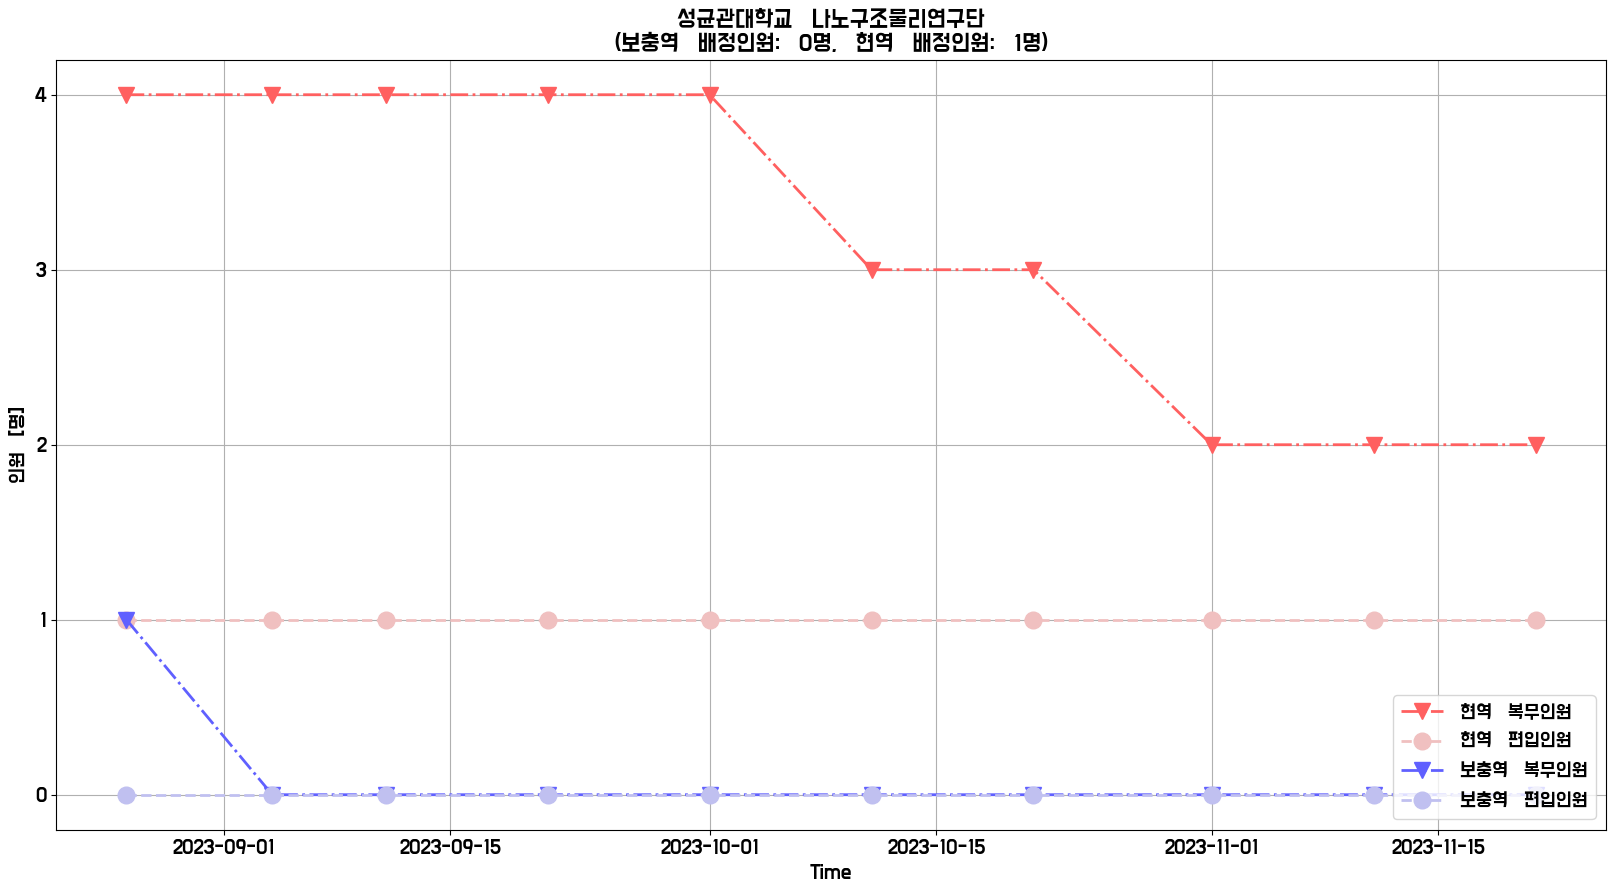 성균관대학교 나노구조물리연구단
(보충역 배정인원: 0명, 현역 배정인원: 1명)
4
3
2
1
0
인원 [명]
2023-09-01
2023-09-15
2023-10-01
2023-10-15
2023-11-01
2023-11-15
Time
현역 복무인원
현역 편입인원
보충역 복무인원
보충역 편입인원